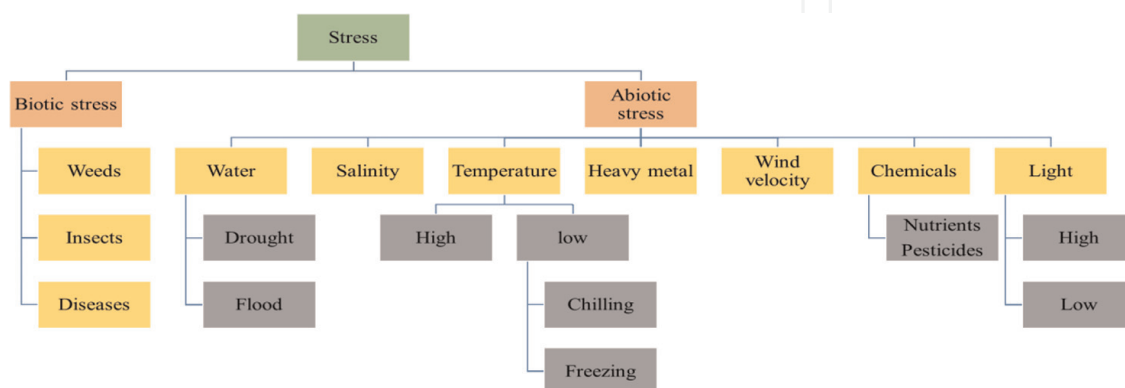 Stress
Biotic stress
Abiotic
stress
Weeds
Water
Salinity
Temperature
Heavy metal
Wind
velocity
Chemicals
Light
Insects
Drought
High
low
Nutrients
Pesticides
High
Diseases
Flood
Chilling
Low
Freezing